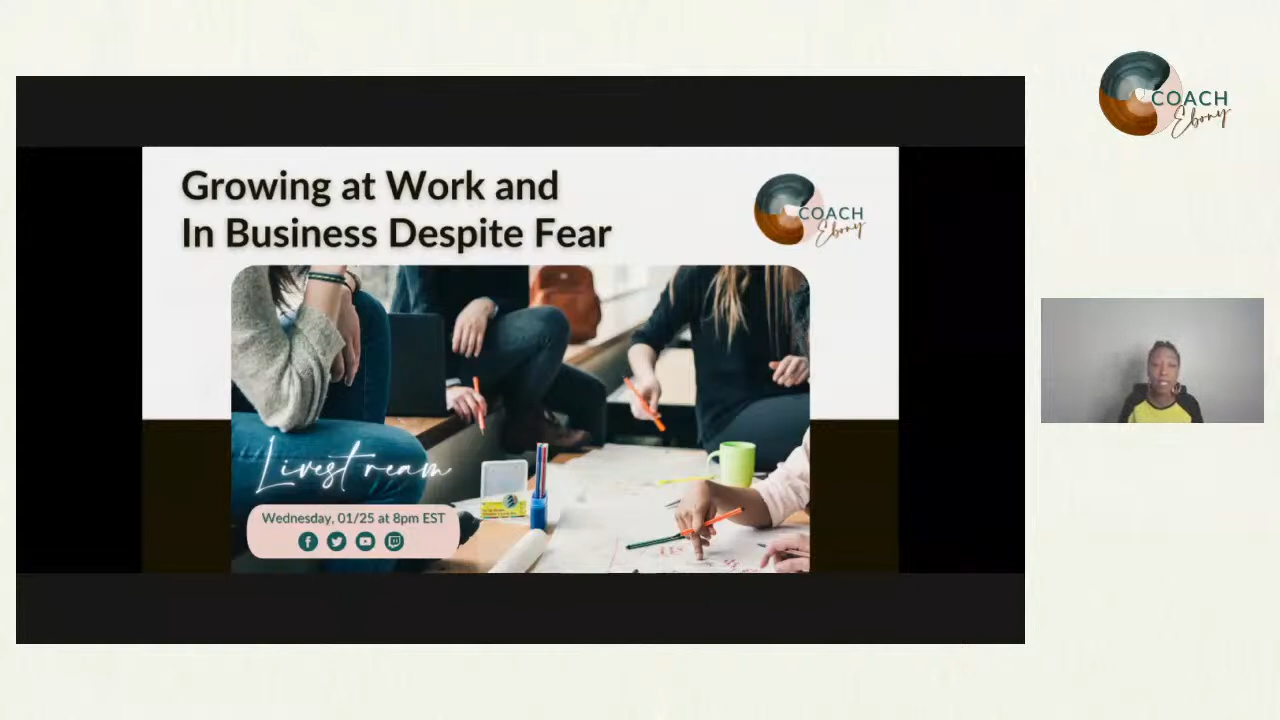 Growing at Work and
In Business Despite Fear
COACH
Ebony
Livestream
Wednesday, 01/25 at 8pm EST
COACH
Ebony